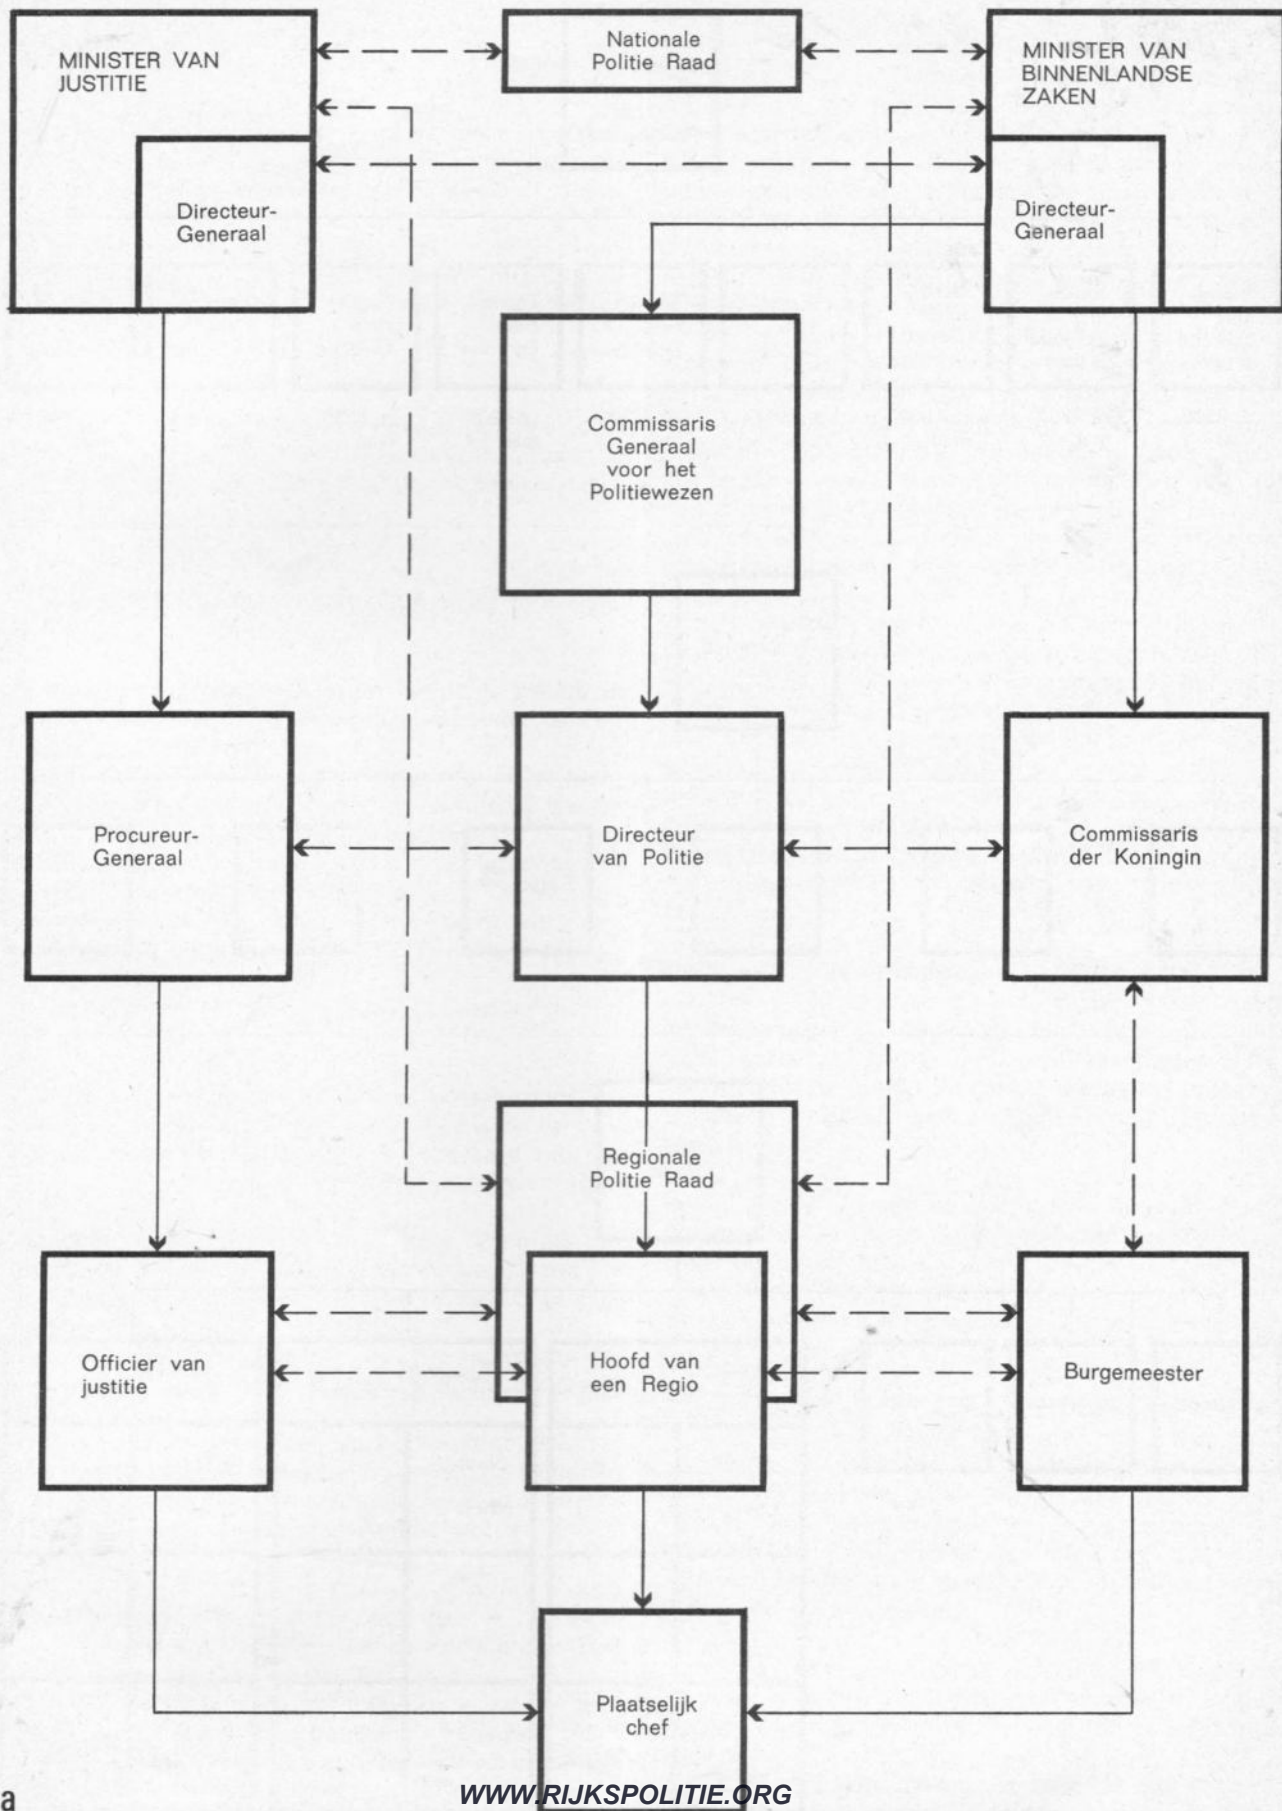 MINISTER VAN
JUSTITIE
Nationale
Politie Raad
MINISTER VAN
BINNENLANDSE
ZAKEN
Directeur-
Generaal
Directeur-
Generaal
Commissaris
Generaal
voor het
Politiewezen
Procureur-
Generaal
Directeur
van Politie
Commissaris
der Koningin
Regionale
Politie Raad
Officier van
justitie
Hoofd van
een Regio
Burgemeester
Plaatselijk
chef
a
WWW.RIJKSPOLITIE.ORG